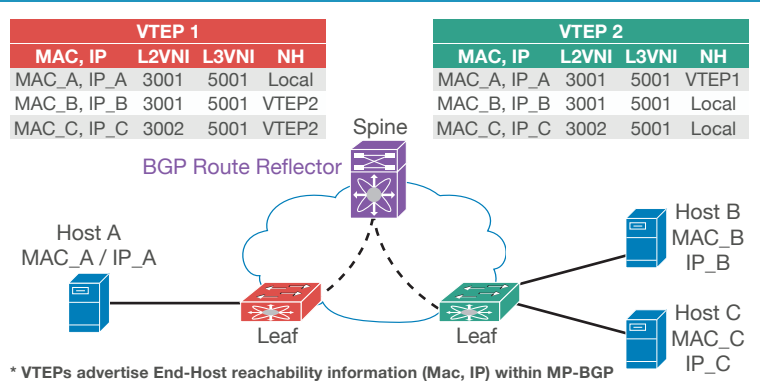 VTEP 1
MAC, IP L2VNI L3VNI NH
MAC_A, IP_A 3001 5001 Local
MAC_B, IP_B 3001 5001 VTEP2
MAC_C, IP_C 3002 5001 VTEP2
VTEP 2
MAC, IP L2VNI L3VNI NH
MAC_A, IP_A 3001 5001 VTEP1
MAC_B, IP_B 3001 5001 Local
MAC_C, IP_C 3002 5001 Local
Spine
BGP Route Reflector
Host A
MAC_A / IP_A
Leaf
Leaf
Host B
MAC_B
IP_B
Host C
MAC_C
IP_C
* VTEPs advertise End-Host reachability information (Mac, IP) within MP-BGP